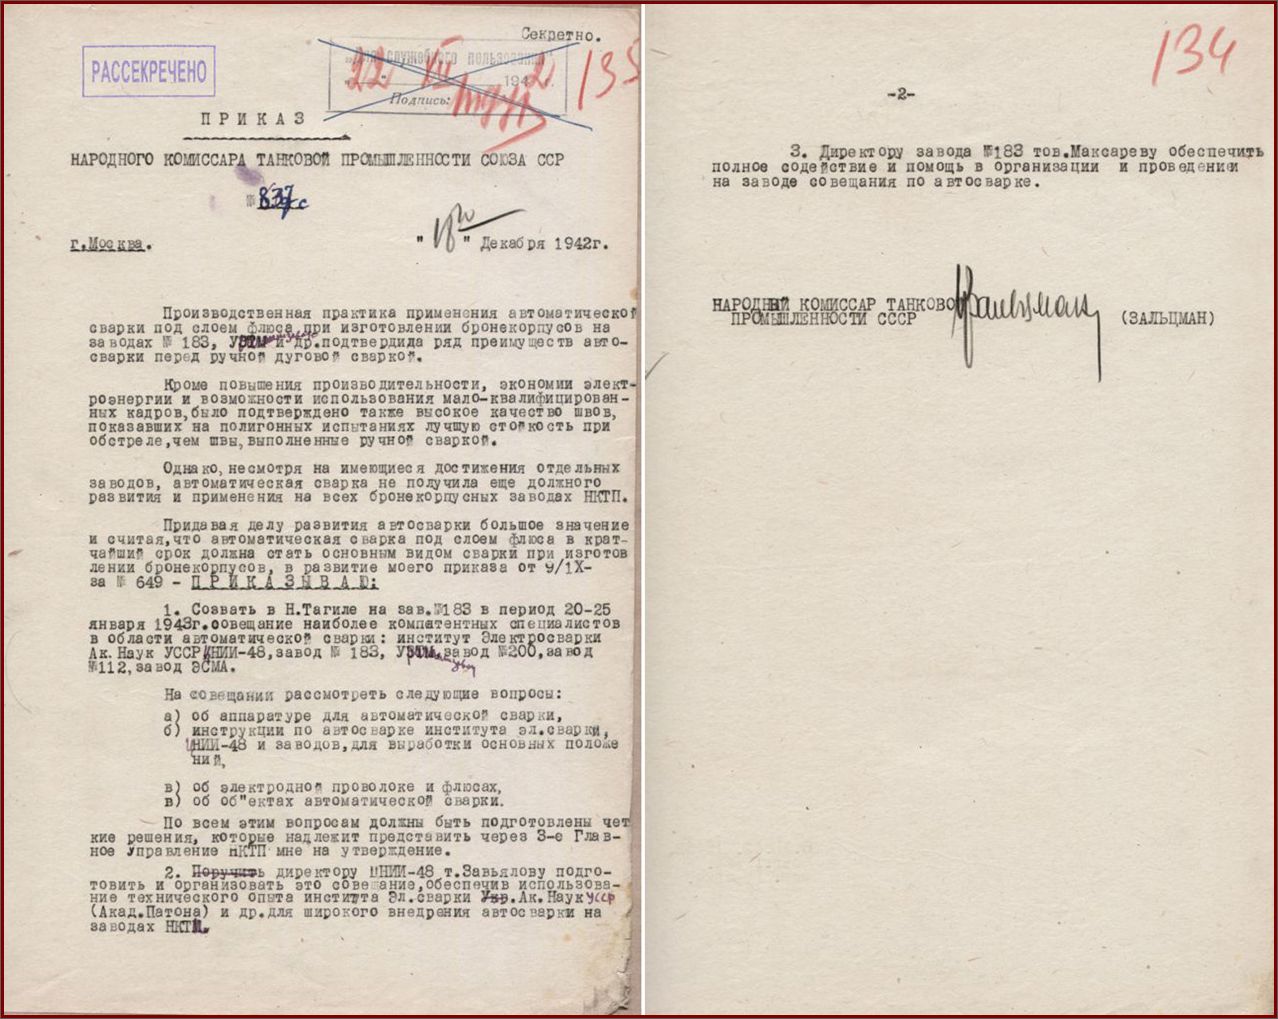 Секретно.
РАССЕКРЕЧЕНО
"Для служебного пользования"
22 VII 1942
Подпись:
135
ПРИКАЗ
НАРОДНОГО КОМИССАРА ТАНКОВОЙ ПРОМЫШЛЕННОСТИ СОЮЗА ССР
№ 837сс
г.Москва.
" 18го " Декабря 1942г.
Производственная практика применения автоматической
сварки под слоем флюса при изготовлении бронекорпусов на
заводах № 183, и др.подтвердила ряд преимуществ авто-
сварки перед ручной дуговой сваркой.
Кроме повышения производительности, экономии элект-
роэнергии и возможности использования мало-квалифицирован-
ных кадров,было подтверждено также высокое качество швов,
показавших на полигонных испытаниях лучшую стойкость при
обстреле,чем швы,выполненные ручной сваркой.
Однако,несмотря на имеющиеся достижения отдельных
заводов, автоматическая сварка не получила еще должного
развития и применения на всех бронекорпусных заводах НКТП.
Придавая делу развития автосварки большое значение
и считая,что автоматическая сварка под слоем флюса в крат-
чайший срок должна стать основным видом сварки при изготов
лении бронекорпусов, в развитие моего приказа от 9/IX-
за № 649 - ПРИКАЗЫВАЮ:
1. Созвать в Н.Тагиле на зав.№183 в период 20-25
января 1943г.совещание наиболее компетентных специалистов
в области автоматической сварки: институт Электросварки
Ак.Наук УССР ЦНИИ-48,завод № 183, завод №200,завод
№112,завод ЭСМА.
На совещании рассмотреть следующие вопросы:
а) об аппаратуре для автоматической сварки,
б) инструкции по автосварке института эл.сварки,
ЦНИИ-48 и заводов,для выработки основных положе
ний,
в) об электродной проволоке и флюсах,
в) об об"ектах автоматической сварки.
По всем этим вопросам должны быть подготовлены чет
кие решения, которые надлежит представить через 3-е Глав-
ное Управление НКТП мне на утверждение.
2. Поручить директору ЦНИИ-48 т.Завьялову подго-
товить и организовать это совещание,обеспечив использова-
ние технического опыта института Эл.сварки Укр.Ак.Наук УССР
(Акад.Патона) и др.для широкого внедрения автосварки на
заводах НКТП.
134
-2-
3. Директору завода №183 тов.Максареву обеспечить
полное содействие и помощь в организации и проведении
на заводе совещания по автосварке.
НАРОДНЫЙ КОМИССАР ТАНКОВОЙ
ПРОМЫШЛЕННОСТИ СССР
(ЗАЛЬЦМАН)